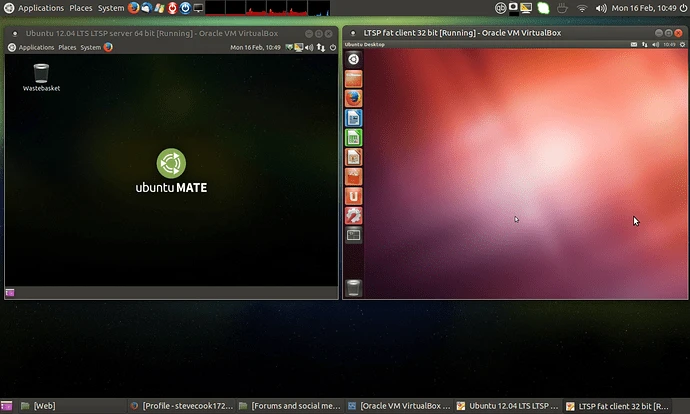 Applications Places System
Mon 16 Feb, 10:49
Ubuntu 12.04 LTS LTSP server 64 bit [Running] - Oracle VM VirtualBox
Applications Places System
Mon 16 Feb, 10:49
Wastebasket
ubuntu MATE
LTSP fat client 32 bit [Running] - Oracle VM VirtualBox
Ubuntu Desktop
10:49
[Web]
[Profile - stevecook172...
[Forums and social me...
[Oracle VM VirtualBox ...
Ubuntu 12.04 LTS LTSP ...
LTSP fat client 32 bit [R...